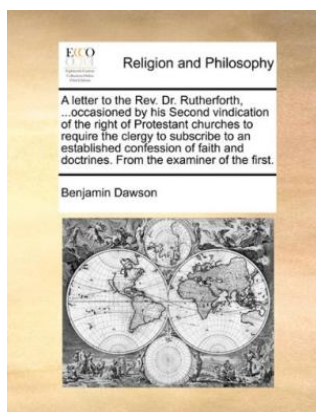 ECCO
Religion and Philosophy
A letter to the Rev. Dr. Rutherforth,
...occasioned by his Second vindication
of the right of Protestant churches to
require the clergy to subscribe to an
established confession of faith and
doctrines. From the examiner of the first.
Benjamin Dawson